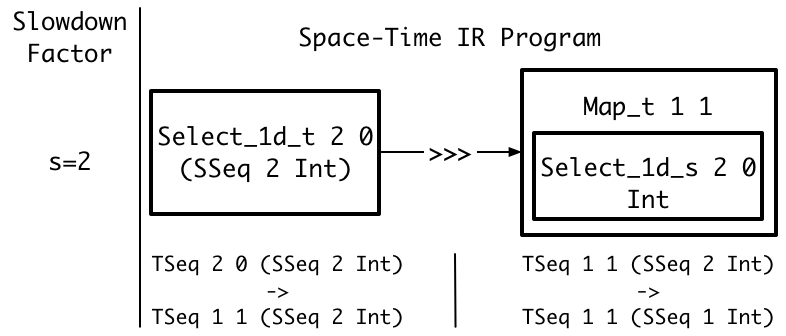 Slowdown
Factor
Space-Time IR Program
s=2
Select_1d_t 2 0
(SSeq 2 Int)
>>>
Map_t 1 1
Select_1d_s 2 0
Int
TSeq 2 0 (SSeq 2 Int)
->
TSeq 1 1 (SSeq 2 Int)
TSeq 1 1 (SSeq 2 Int)
->
TSeq 1 1 (SSeq 1 Int)